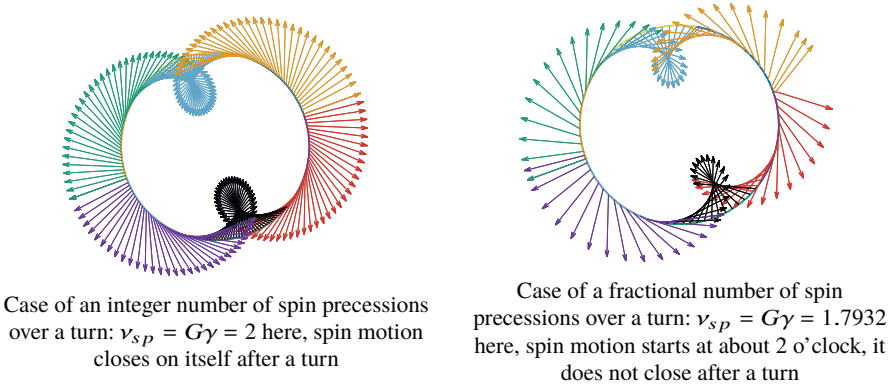 Case of an integer number of spin precessions
over a turn: ν_sp = Gγ = 2 here, spin motion
closes on itself after a turn
Case of a fractional number of spin
precessions over a turn: ν_sp = Gγ = 1.7932
here, spin motion starts at about 2 o'clock, it
does not close after a turn